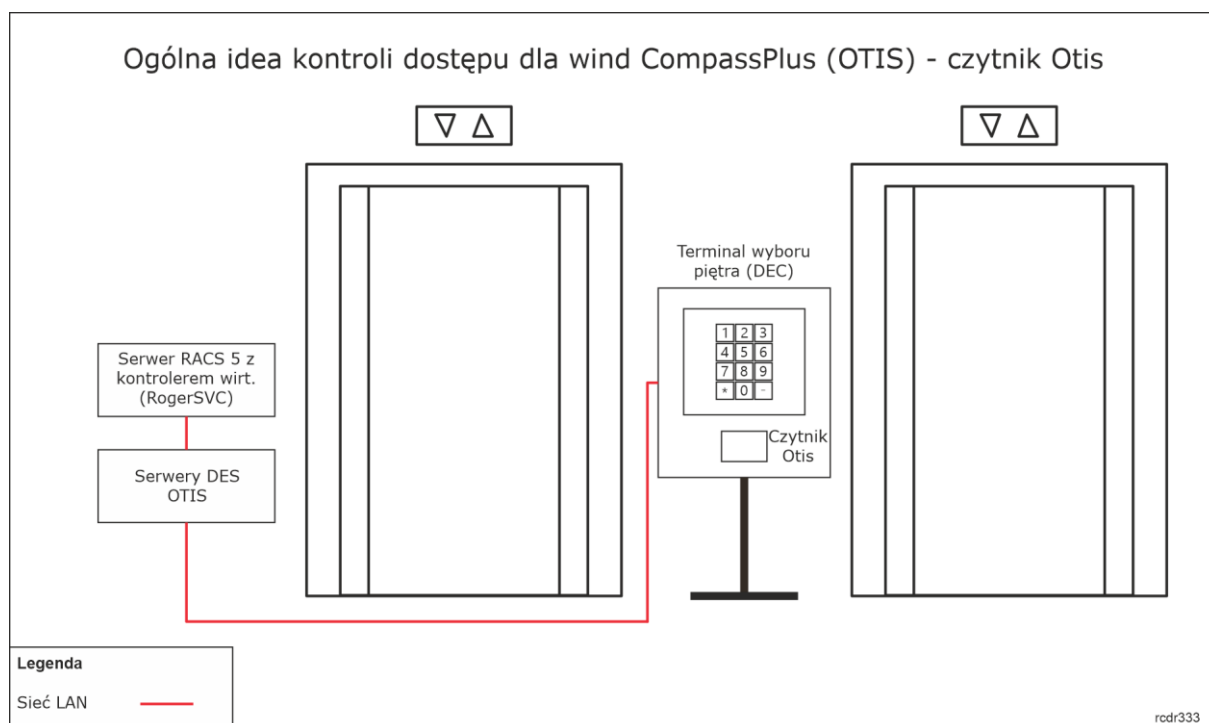 Ogólna idea kontroli dostępu dla wind CompassPlus (OTIS) - czytnik Otis
Terminal wyboru
piętra (DEC)
1 2 3
4 5 6
7 8 9
* 0 -
Czytnik
Otis
Serwer RACS 5 z
kontrolerem wirt.
(RogerSVC)
Serwery DES
OTIS
Legenda
Sieć LAN
rcdr333